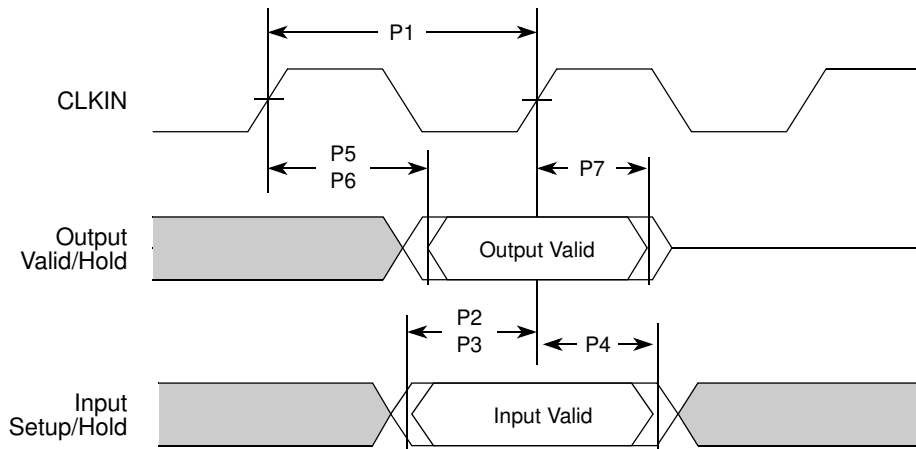 P1
CLKIN
P5
P6
P7
Output
Valid/Hold
Output Valid
P2
P3
P4
Input
Setup/Hold
Input Valid